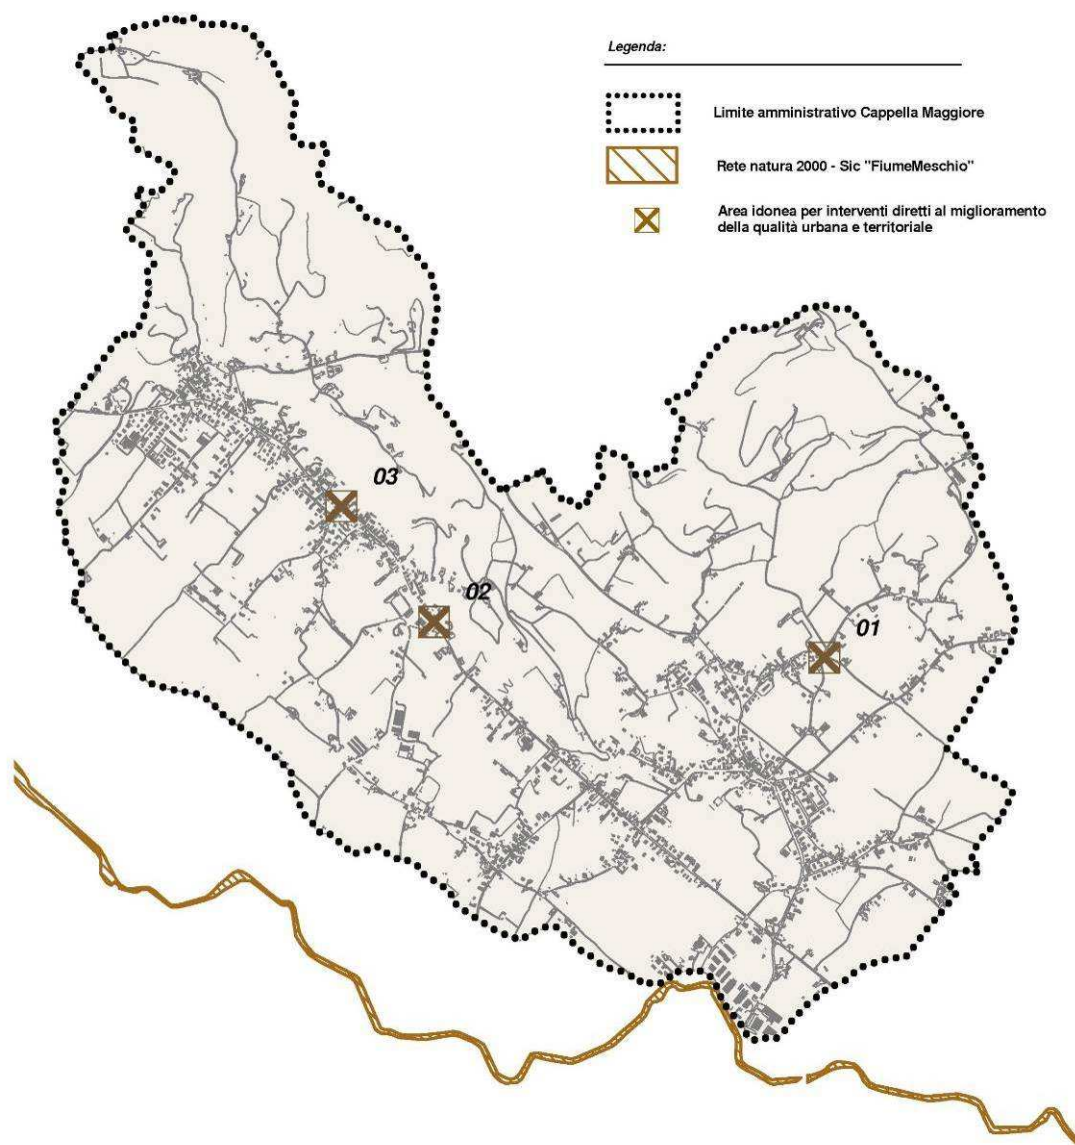 Legenda:
Limite amministrativo Cappella Maggiore
Rete natura 2000 - Sic "FiumeMeschio"
Area idonea per interventi diretti al miglioramento
della qualità urbana e territoriale
03
02
01